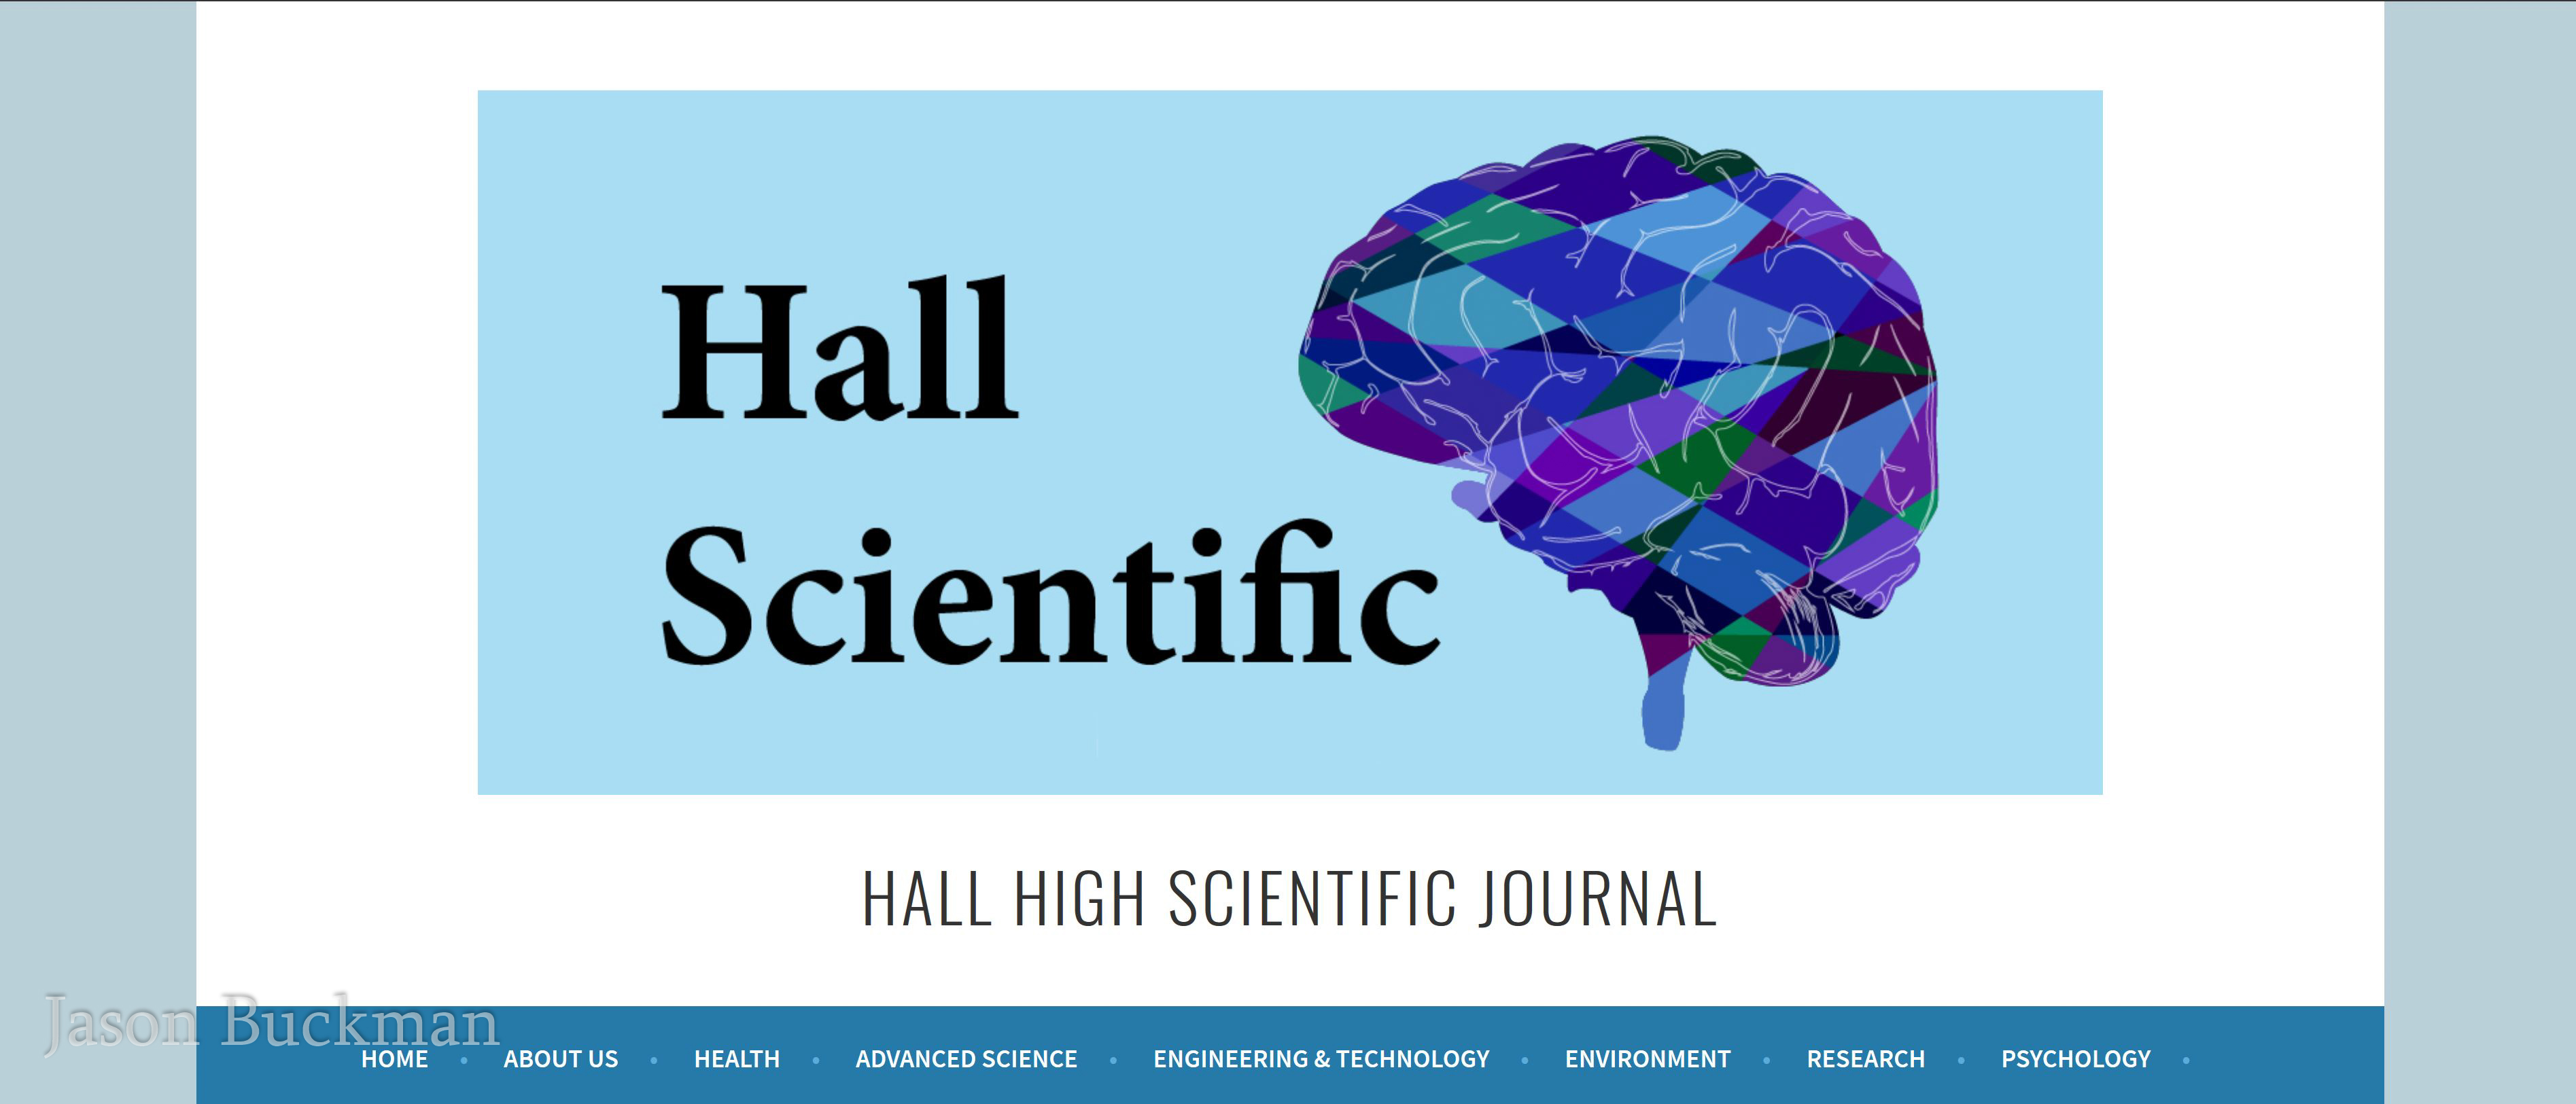 Hall
Scientific
HALL HIGH SCIENTIFIC JOURNAL
Jason Buckman
HOME • ABOUT US • HEALTH • ADVANCED SCIENCE • ENGINEERING & TECHNOLOGY • ENVIRONMENT • RESEARCH • PSYCHOLOGY •